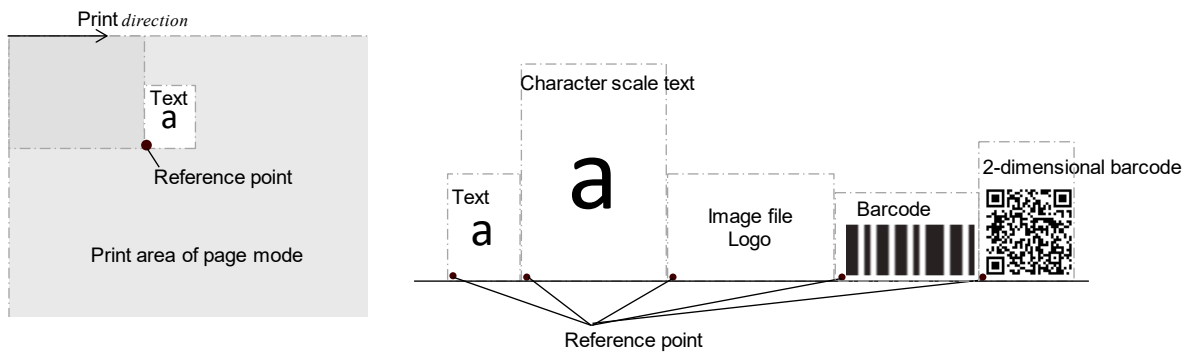 Print direction
Text
a
Reference point
Print area of page mode
Character scale text
a
Text
a
Image file
Logo
Barcode
2-dimensional barcode
Reference point